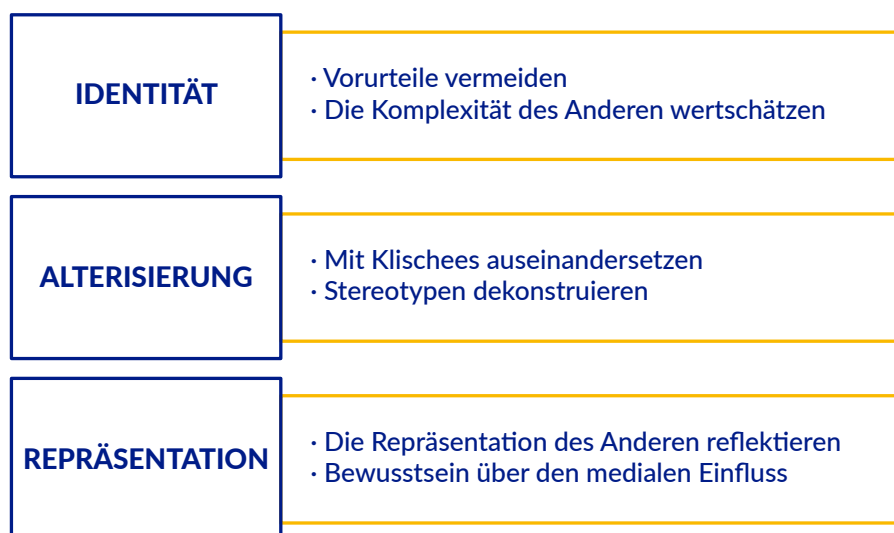 IDENTITÄT
· Vorurteile vermeiden
· Die Komplexität des Anderen wertschätzen
ALTERISIERUNG
· Mit Klischees auseinandersetzen
· Stereotypen dekonstruieren
REPRÄSENTATION
· Die Repräsentation des Anderen reflektieren
· Bewusstsein über den medialen Einfluss